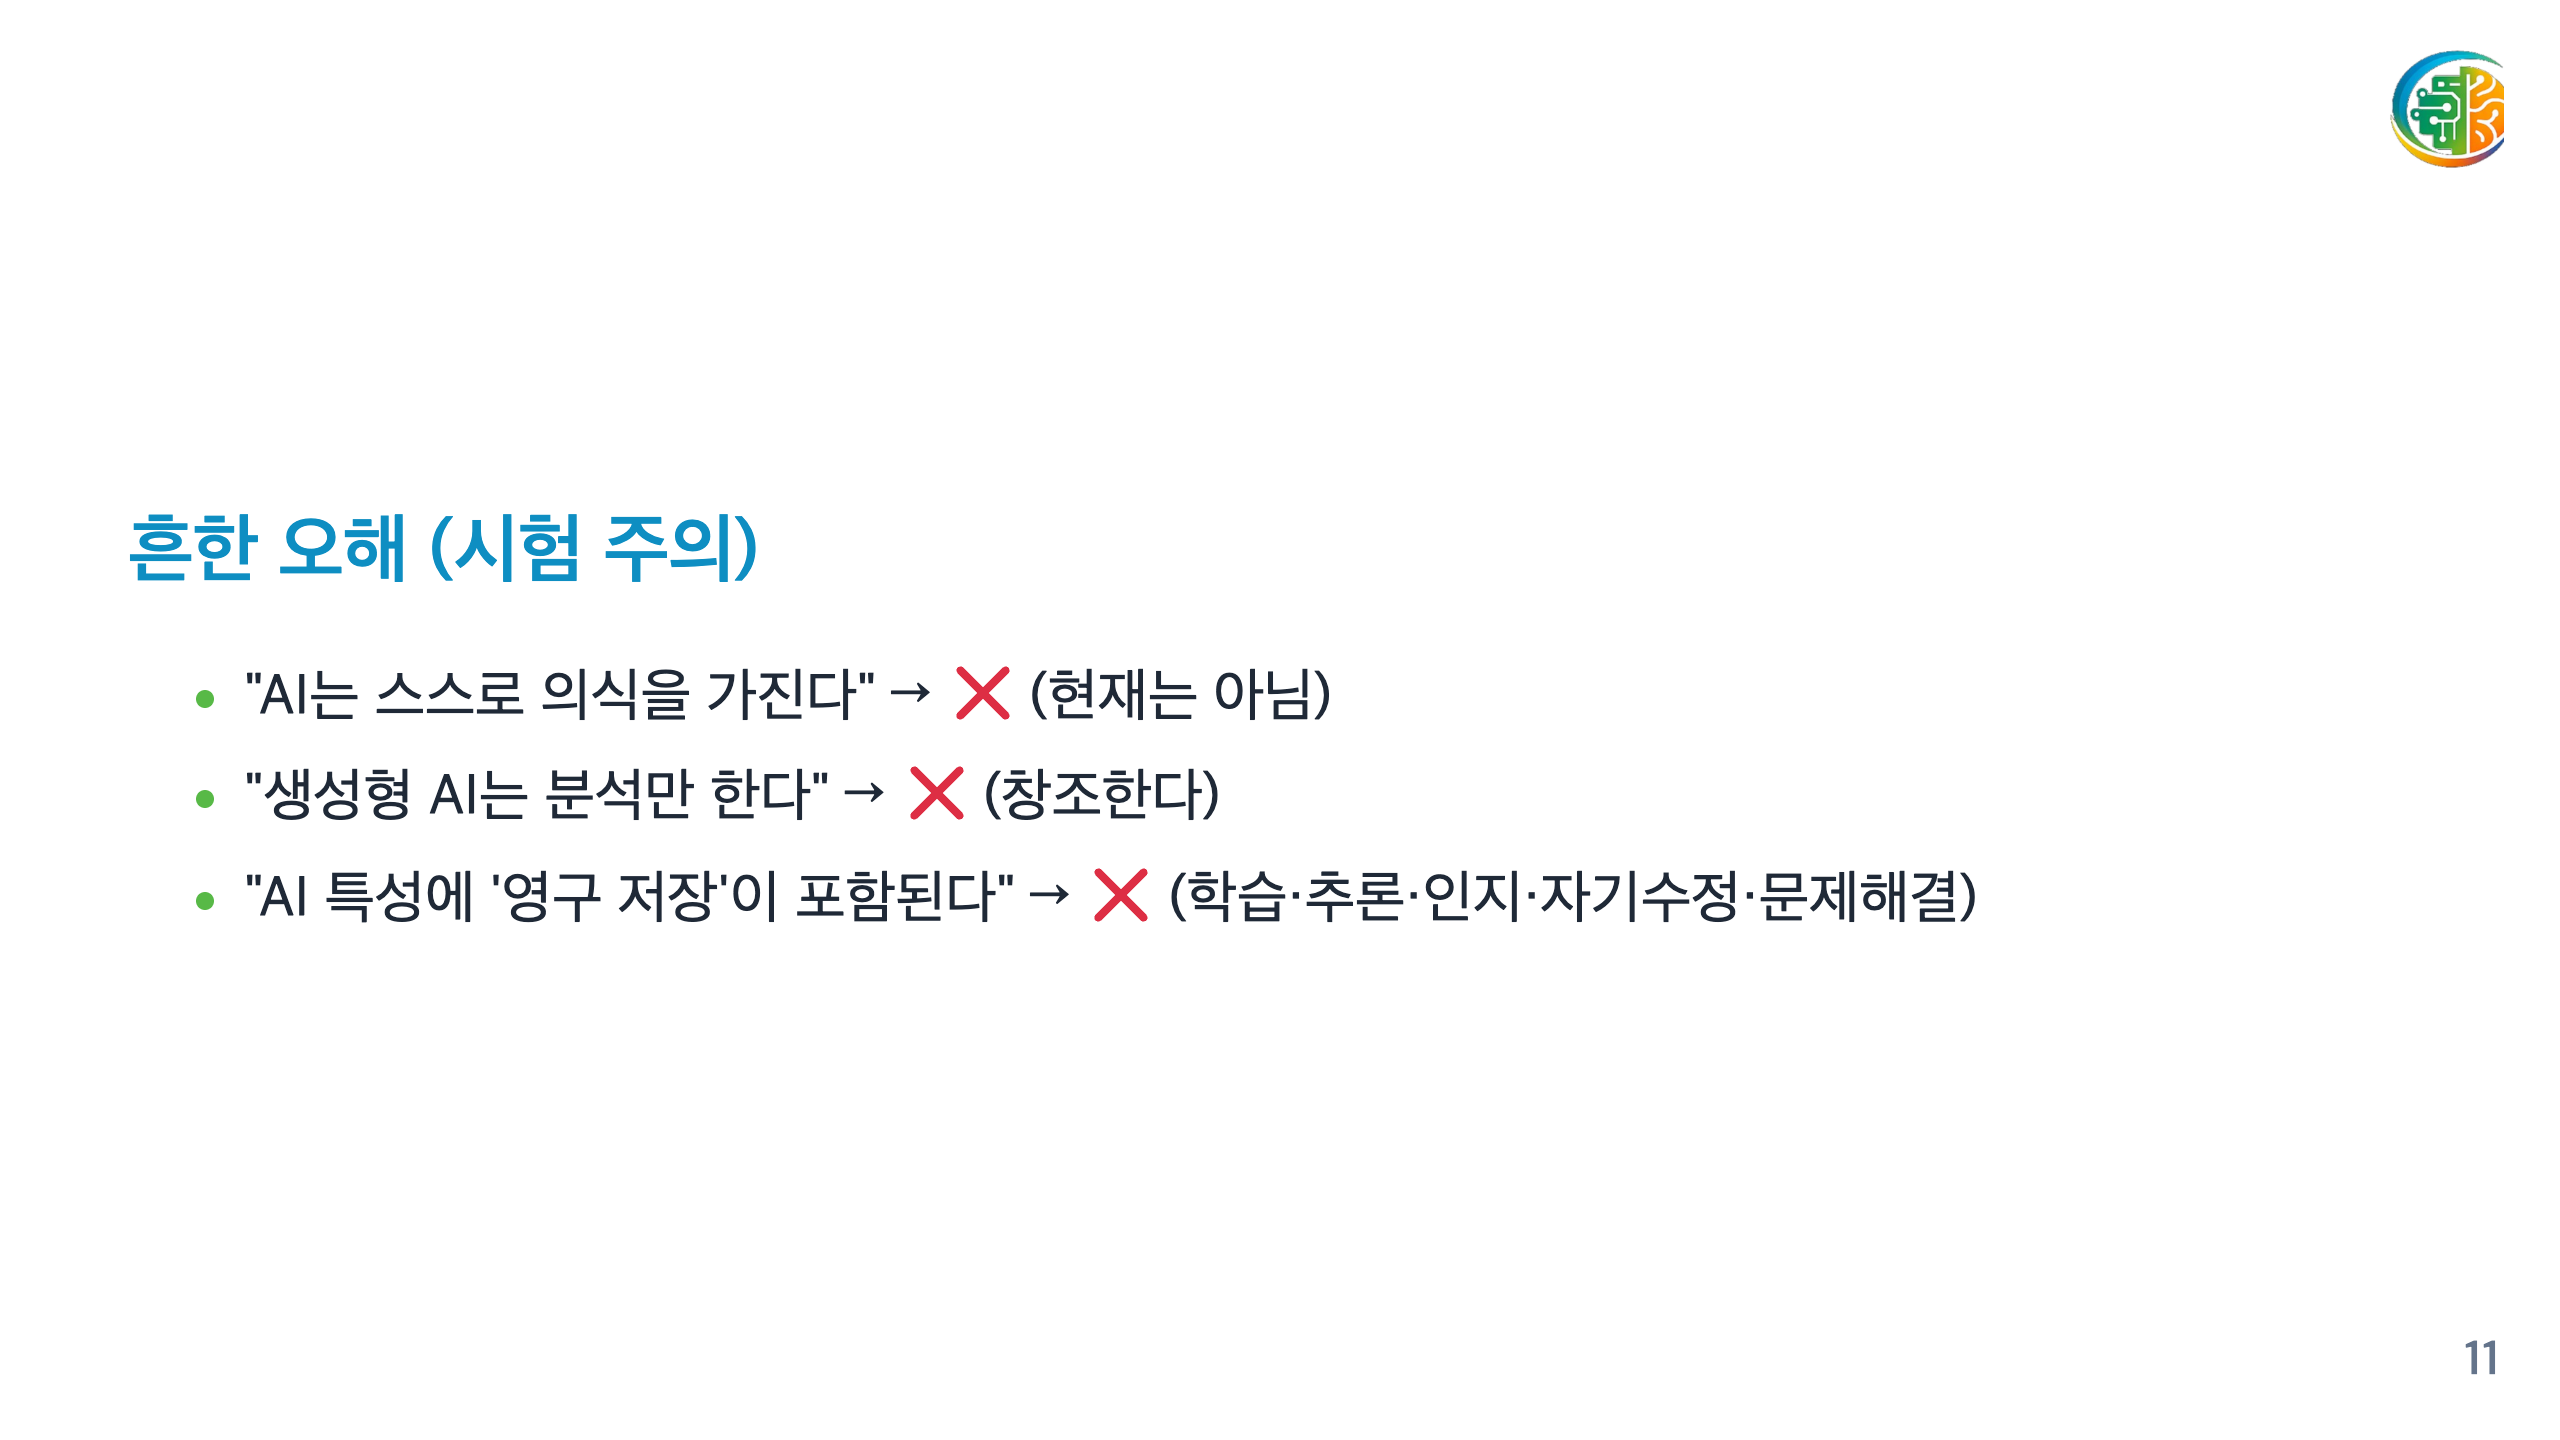 흔한 오해 (시험 주의)
• "AI는 스스로 의식을 가진다" → ❌ (현재는 아님)
• "생성형 AI는 분석만 한다" → ❌ (창조한다)
• "AI 특성에 '영구 저장'이 포함된다" → ❌ (학습·추론·인지·자기수정·문제해결)
11